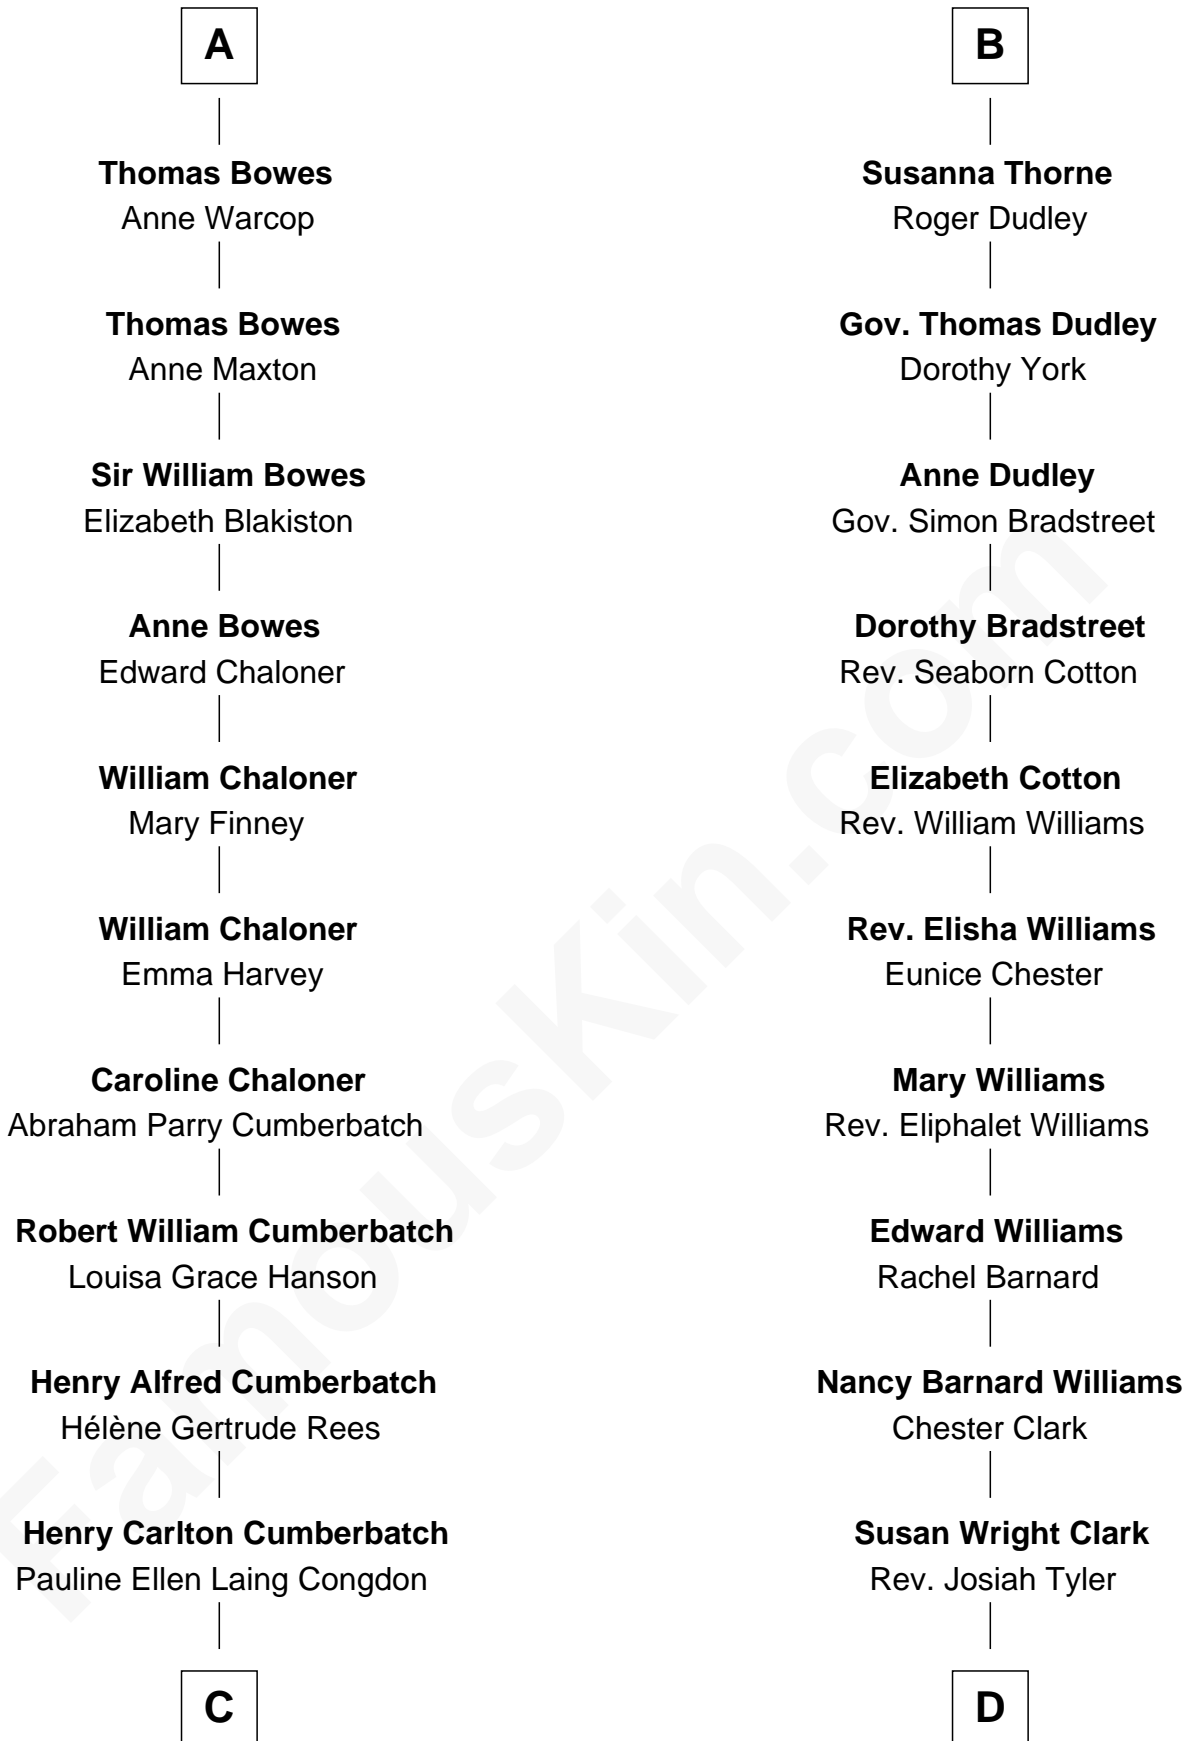 A
Thomas Bowes
Anne Warcop
Thomas Bowes
Anne Maxton
Sir William Bowes
Elizabeth Blakiston
Anne Bowes
Edward Chaloner
William Chaloner
Mary Finney
William Chaloner
Emma Harvey
Caroline Chaloner
Abraham Parry Cumberbatch
Robert William Cumberbatch
Louisa Grace Hanson
Henry Alfred Cumberbatch
Hélène Gertrude Rees
Henry Carlton Cumberbatch
Pauline Ellen Laing Congdon
C
B
Susanna Thorne
Roger Dudley
Gov. Thomas Dudley
Dorothy York
Anne Dudley
Gov. Simon Bradstreet
Dorothy Bradstreet
Rev. Seaborn Cotton
Elizabeth Cotton
Rev. William Williams
Rev. Elisha Williams
Eunice Chester
Mary Williams
Rev. Eliphalet Williams
Edward Williams
Rachel Barnard
Nancy Barnard Williams
Chester Clark
Susan Wright Clark
Rev. Josiah Tyler
D
FamousKin.com